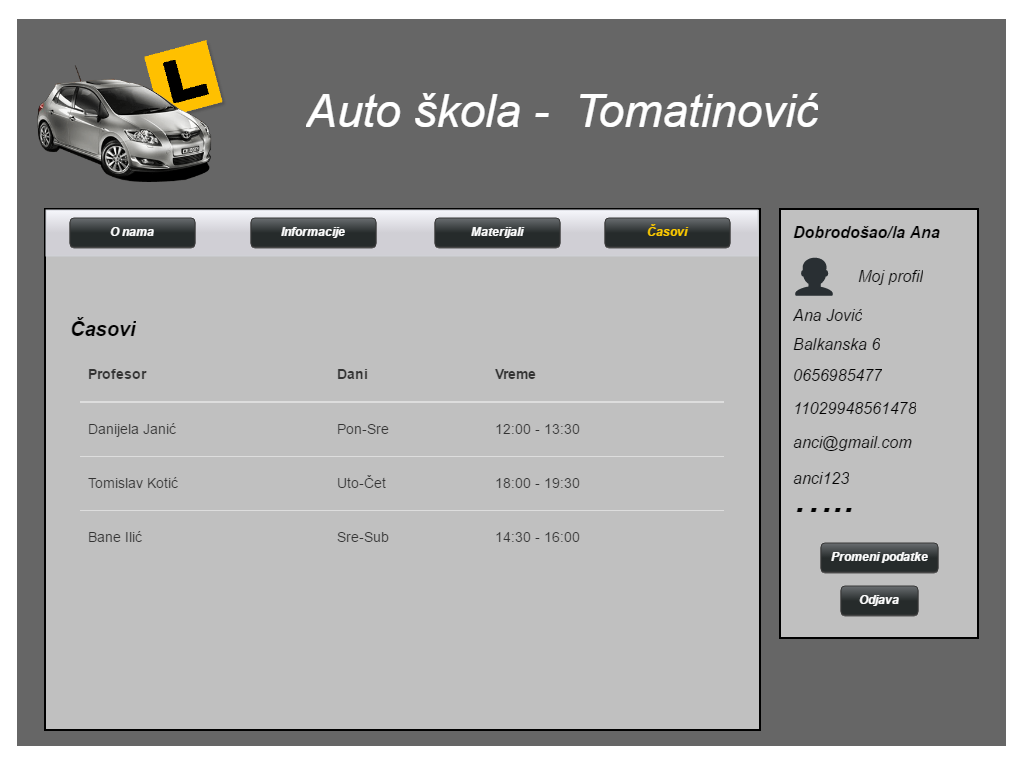 L
Auto škola - Tomatinović
O nama
Informacije
Materijali
Časovi
Časovi
Profesor Dani Vreme
Danijela Janić Pon-Sre 12:00 - 13:30
Tomislav Kotić Uto-Čet 18:00 - 19:30
Bane Ilić Sre-Sub 14:30 - 16:00
Dobrodošao/la Ana
Moj profil
Ana Jović
Balkanska 6
0656985477
11029948561478
anci@gmail.com
anci123
.....
Promeni podatke
Odjava